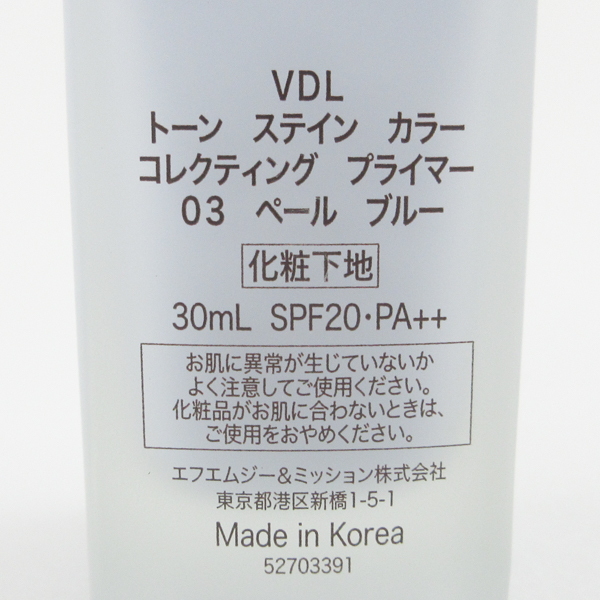 VDL
トーン ステイン カラー
コレクティング プライマー
03 ペール ブルー
化粧下地
30mL SPF20・PA++
お肌に異常が生じていないか
よく注意してご使用ください。
化粧品がお肌に合わないときは、
ご使用をおやめください。
エフエムジー&ミッション株式会社
東京都港区新橋1-5-1
Made in Korea
52703391